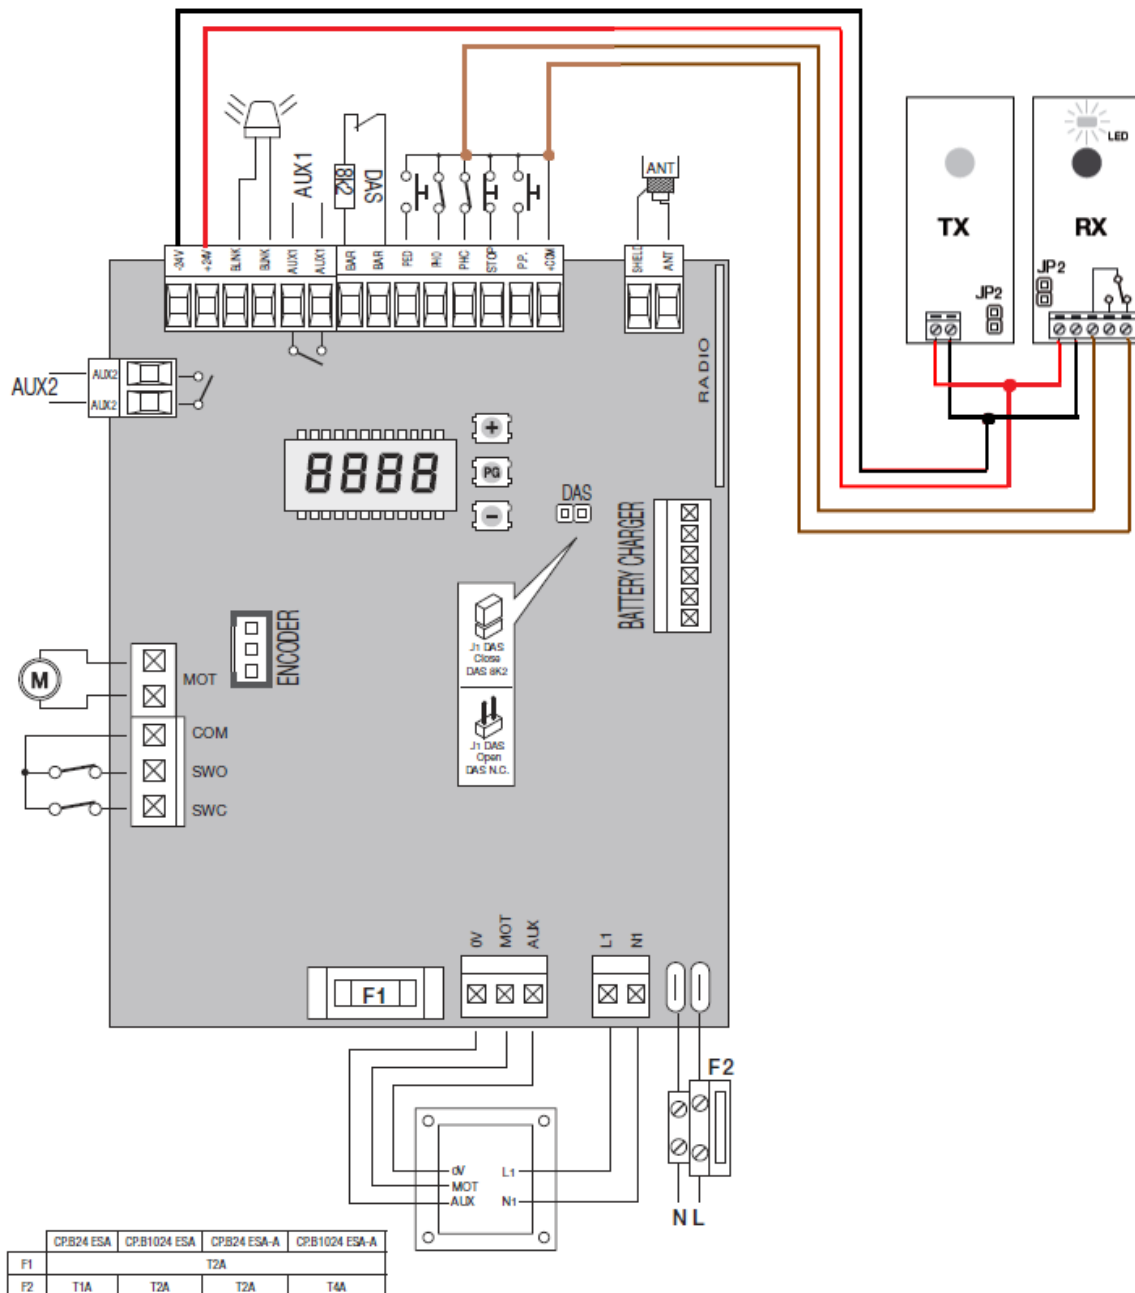 LED
TX
RX
JP2
JP2
AUX1
8K2
DAS
ANT
-24V
+24V
BLINK
BLINK
AUX1
AUX1
BAR
BAR
PED
PHO
PHC
STOP
P.P.
+COM
SHIELD
ANT
RADIO
AUX2
AUX2
AUX2
8888
+
PG
-
DAS
BATTERY CHARGER
J1 DAS
Close
DAS 8K2
J1 DAS
Open
DAS N.C.
ENCODER
M
MOT
COM
SWO
SWC
0V
MOT
AUX
L1
N1
F1
F2
0V
MOT
AUX
L1
N1
N L
CP.B24 ESA CP.B1024 ESA CP.B24 ESA-A CP.B1024 ESA-A
F1 T2A
F2 T1A T2A T2A T4A